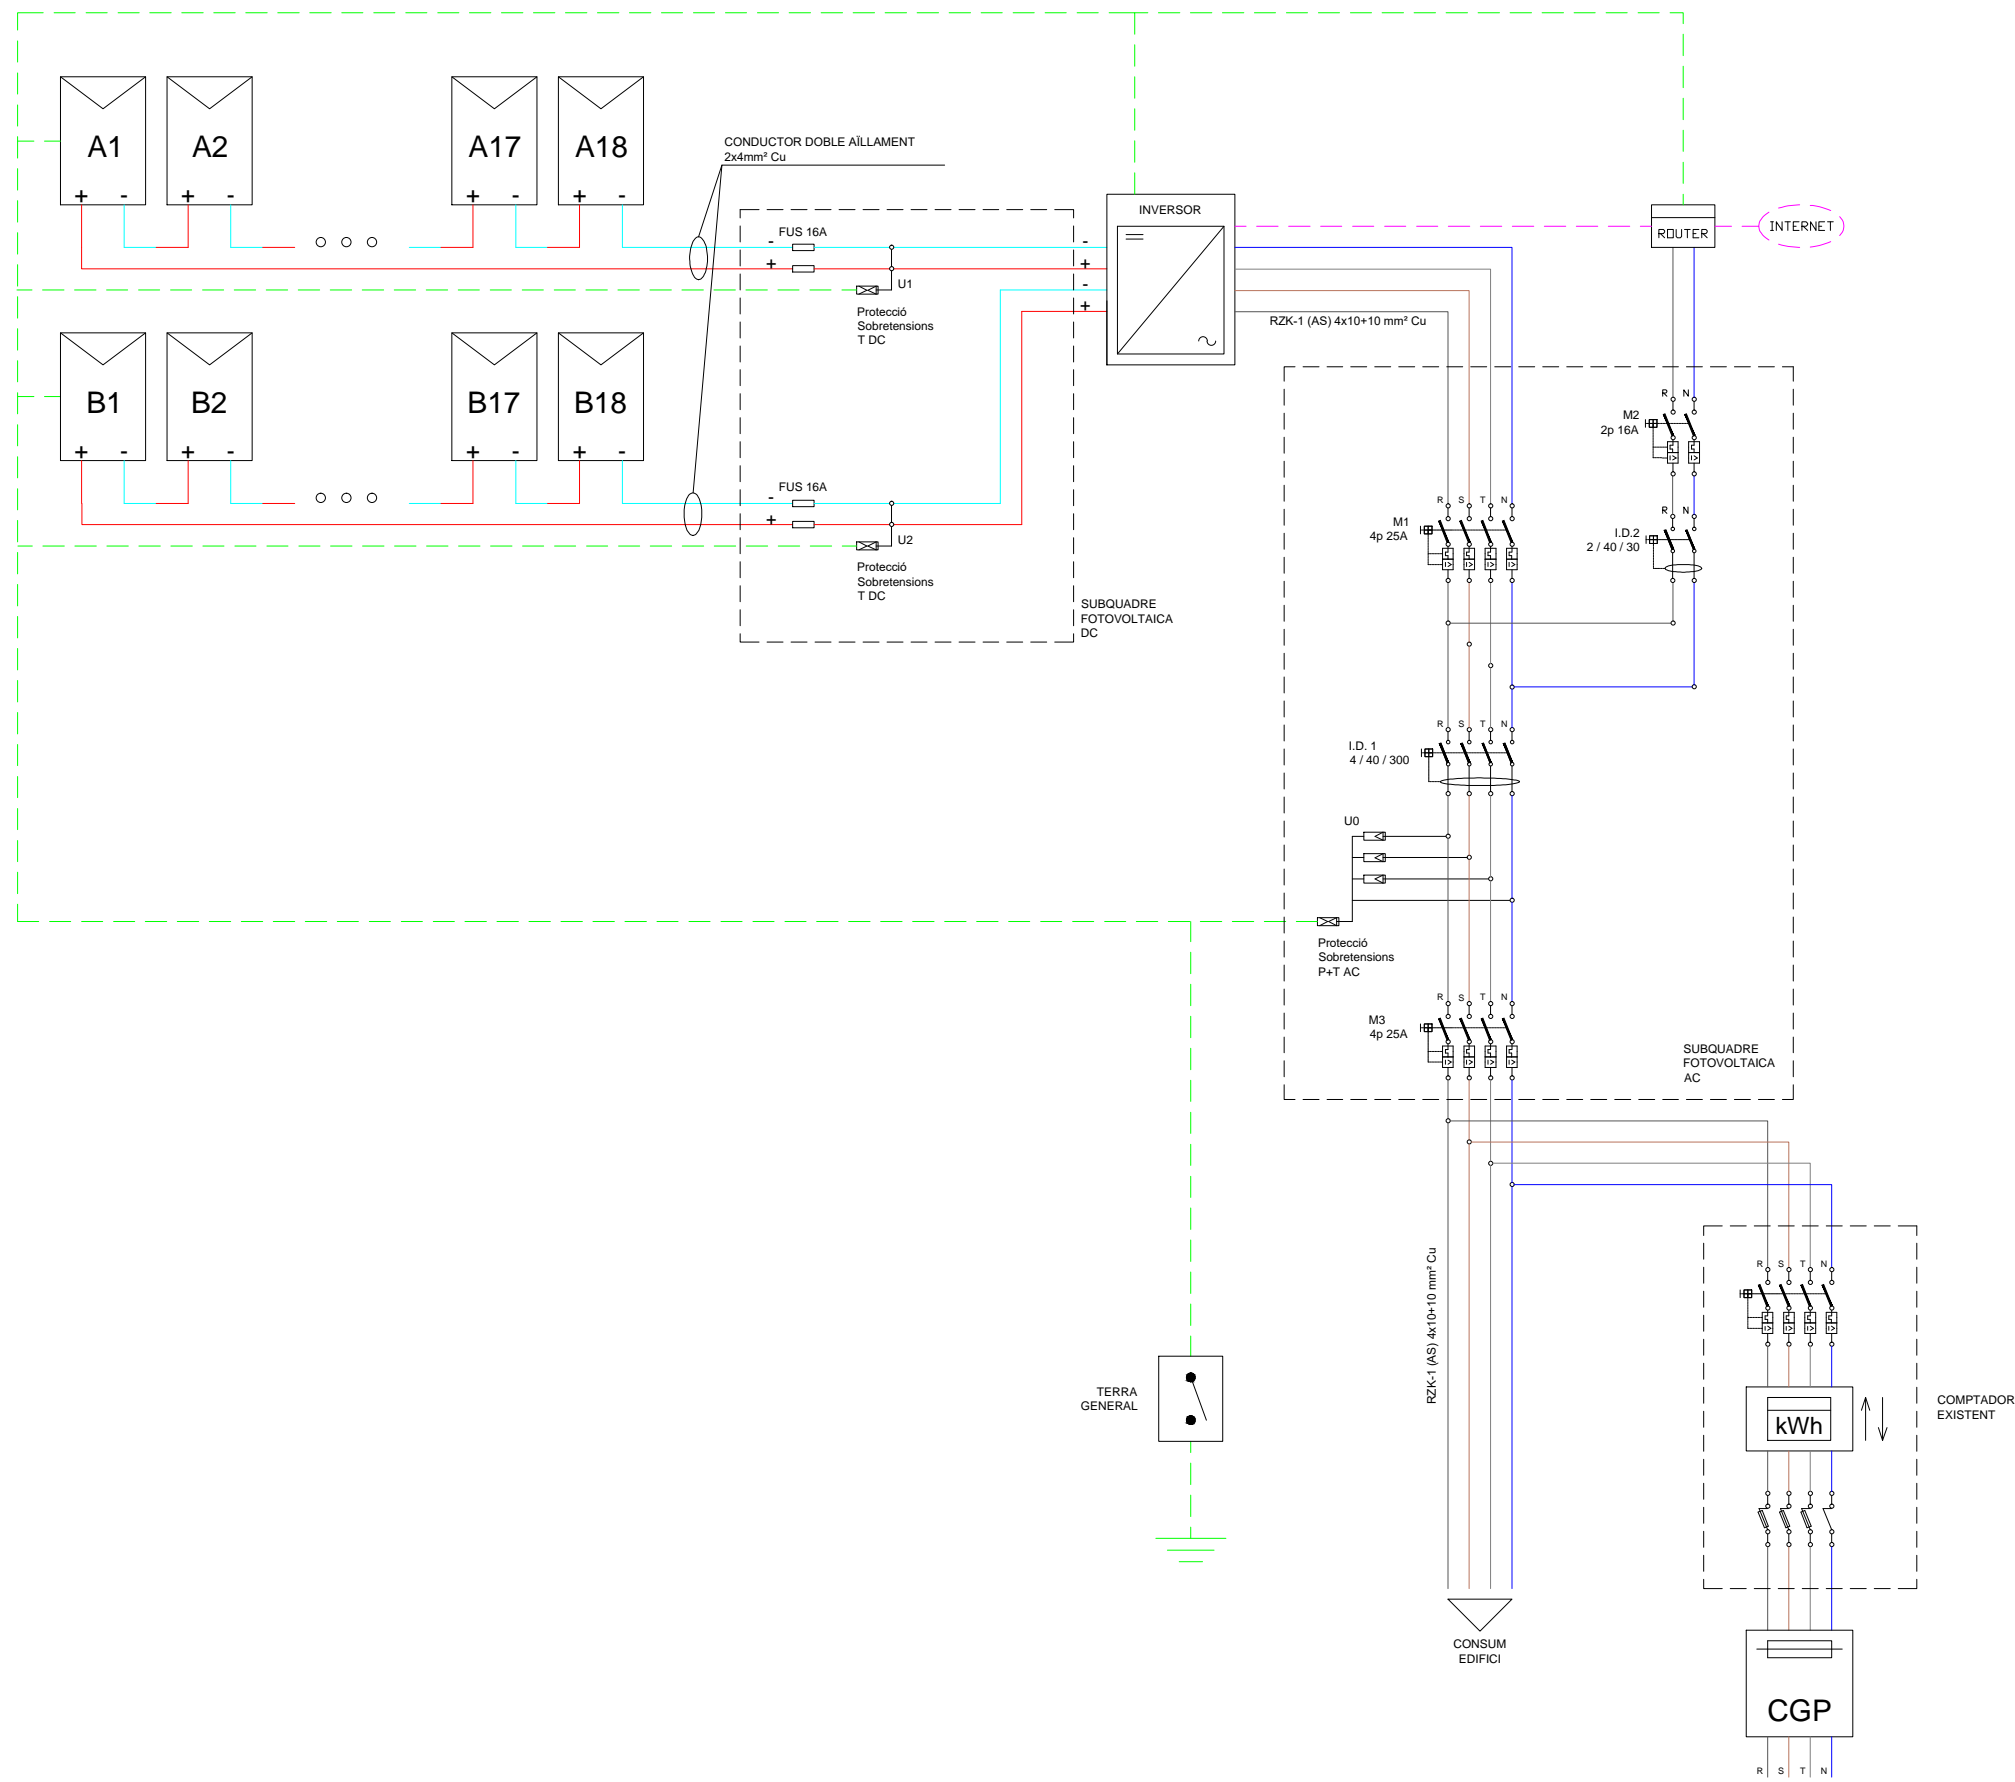 A1
A2
A17
A18
+ - + - + - + -
CONDUCTOR DOBLE AÏLLAMENT
2x4mm² Cu
FUS 16A
-
+
U1
Protecció
Sobretensions
T DC
-
+
-
+
INVERSOR
RZK-1 (AS) 4x10+10 mm² Cu
ROUTER
INTERNET
B1
B2
B17
B18
+ - + - + - + -
FUS 16A
-
+
U2
Protecció
Sobretensions
T DC
SUBQUADRE
FOTOVOLTAICA
DC
R N
M2
2p 16A
R S T N
M1
4p 25A
R N
I.D.2
2 / 40 / 30
R S T N
I.D. 1
4 / 40 / 300
U0
Protecció
Sobretensions
P+T AC
R S T N
M3
4p 25A
SUBQUADRE
FOTOVOLTAICA
AC
RZK-1 (AS) 4x10+10 mm² Cu
R S T N
TERRA
GENERAL
kWh
COMPTADOR
EXISTENT
CONSUM
EDIFICI
CGP
R S T N